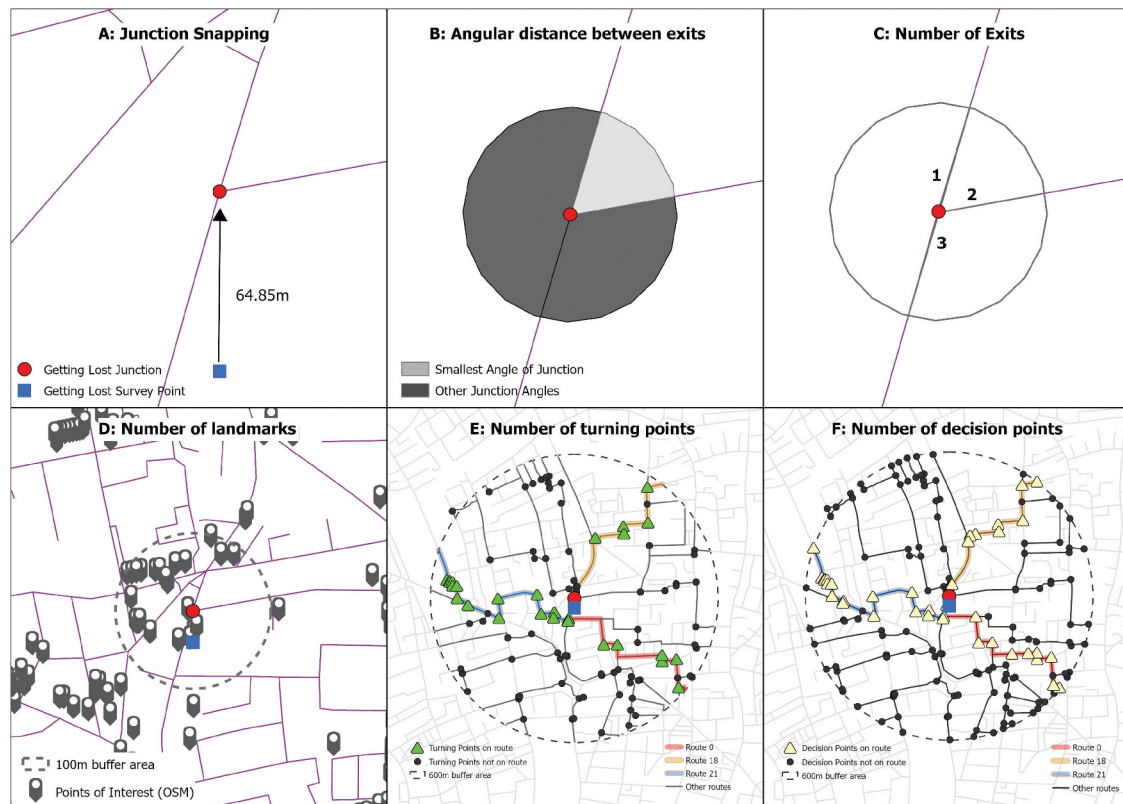 A: Junction Snapping
64.85m
Getting Lost Junction
Getting Lost Survey Point
B: Angular distance between exits
Smallest Angle of Junction
Other Junction Angles
C: Number of Exits
1
2
3
D: Number of landmarks
100m buffer area
Points of Interest (OSM)
E: Number of turning points
Turning Points on route
Turning Points not on route
600m buffer area
Route 0
Route 18
Route 21
Other routes
F: Number of decision points
Decision Points on route
Decision Points not on route
600m buffer area
Route 0
Route 18
Route 21
Other routes